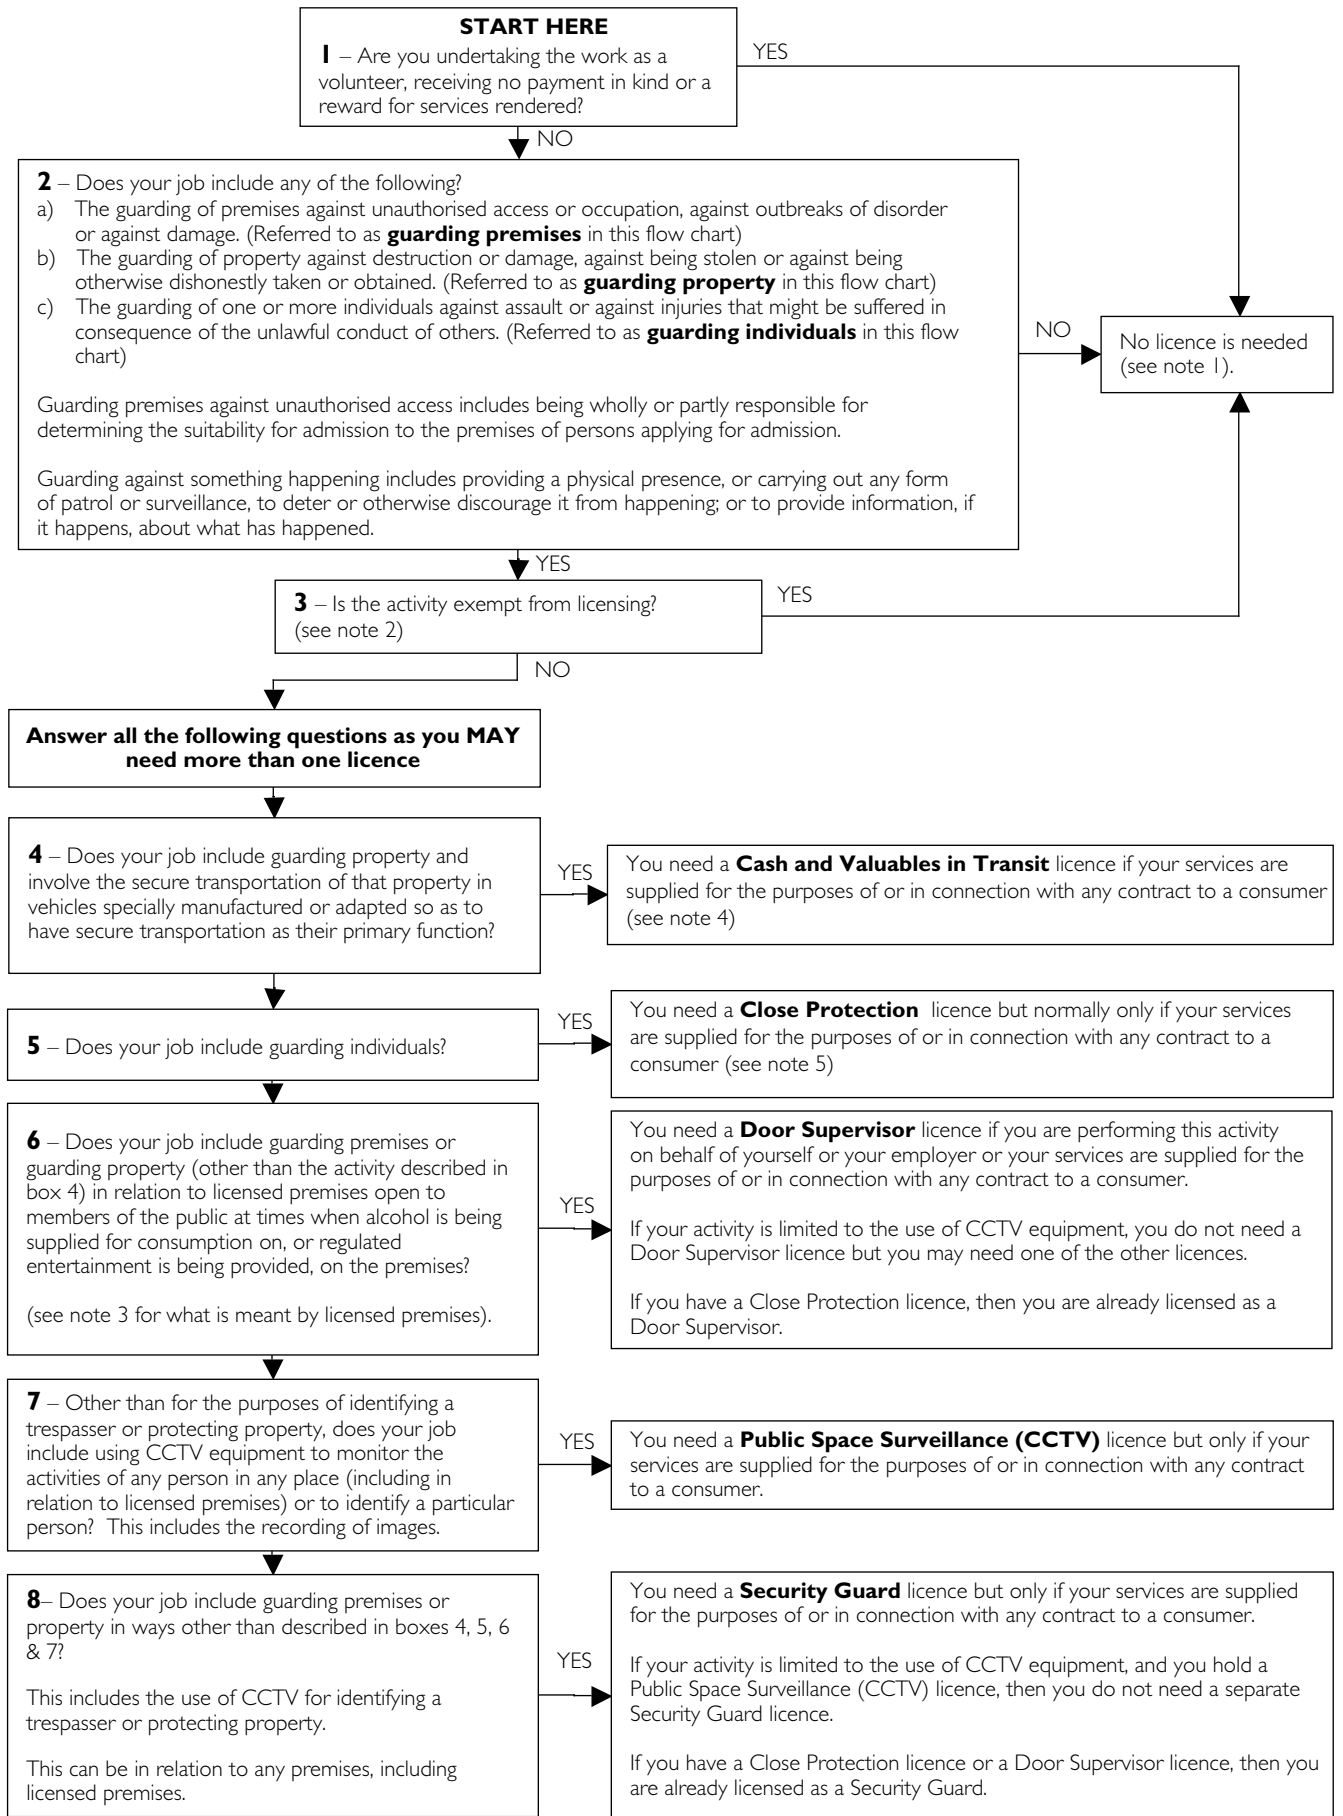 START HERE
1 – Are you undertaking the work as a
volunteer, receiving no payment in kind or a
reward for services rendered?
YES
NO
2 – Does your job include any of the following?
a) The guarding of premises against unauthorised access or occupation, against outbreaks of disorder
or against damage. (Referred to as guarding premises in this flow chart)
b) The guarding of property against destruction or damage, against being stolen or against being
otherwise dishonestly taken or obtained. (Referred to as guarding property in this flow chart)
c) The guarding of one or more individuals against assault or against injuries that might be suffered in
consequence of the unlawful conduct of others. (Referred to as guarding individuals in this flow
chart)
Guarding premises against unauthorised access includes being wholly or partly responsible for
determining the suitability for admission to the premises of persons applying for admission.
Guarding against something happening includes providing a physical presence, or carrying out any form
of patrol or surveillance, to deter or otherwise discourage it from happening; or to provide information, if
it happens, about what has happened.
NO
No licence is needed
(see note 1).
YES
3 – Is the activity exempt from licensing?
(see note 2)
YES
NO
Answer all the following questions as you MAY
need more than one licence
4 – Does your job include guarding property and
involve the secure transportation of that property in
vehicles specially manufactured or adapted so as to
have secure transportation as their primary function?
YES
You need a Cash and Valuables in Transit licence if your services are
supplied for the purposes of or in connection with any contract to a consumer
(see note 4)
5 – Does your job include guarding individuals?
YES
You need a Close Protection licence but normally only if your services
are supplied for the purposes of or in connection with any contract to a
consumer (see note 5)
6 – Does your job include guarding premises or
guarding property (other than the activity described in
box 4) in relation to licensed premises open to
members of the public at times when alcohol is being
supplied for consumption on, or regulated
entertainment is being provided, on the premises?
(see note 3 for what is meant by licensed premises).
YES
You need a Door Supervisor licence if you are performing this activity
on behalf of yourself or your employer or your services are supplied for the
purposes of or in connection with any contract to a consumer.
If your activity is limited to the use of CCTV equipment, you do not need a
Door Supervisor licence but you may need one of the other licences.
If you have a Close Protection licence, then you are already licensed as a
Door Supervisor.
7 – Other than for the purposes of identifying a
trespasser or protecting property, does your job
include using CCTV equipment to monitor the
activities of any person in any place (including in
relation to licensed premises) or to identify a particular
person? This includes the recording of images.
YES
You need a Public Space Surveillance (CCTV) licence but only if your
services are supplied for the purposes of or in connection with any contract
to a consumer.
8– Does your job include guarding premises or
property in ways other than described in boxes 4, 5, 6
& 7?
This includes the use of CCTV for identifying a
trespasser or protecting property.
This can be in relation to any premises, including
licensed premises.
YES
You need a Security Guard licence but only if your services are supplied
for the purposes of or in connection with any contract to a consumer.
If your activity is limited to the use of CCTV equipment, and you hold a
Public Space Surveillance (CCTV) licence, then you do not need a separate
Security Guard licence.
If you have a Close Protection licence or a Door Supervisor licence, then you
are already licensed as a Security Guard.